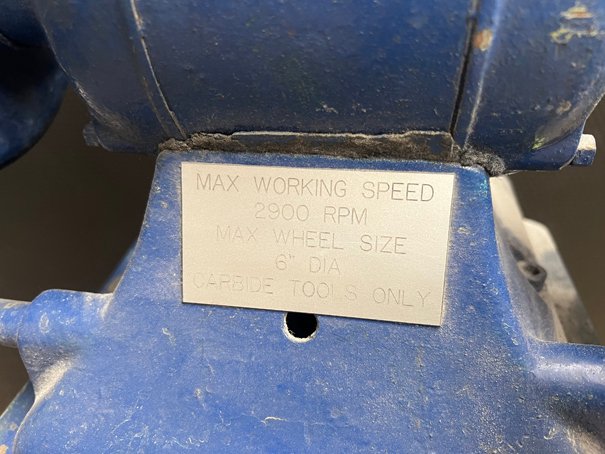 MAX WORKING SPEED
2900 RPM
MAX WHEEL SIZE
6" DIA
CARBIDE TOOLS ONLY